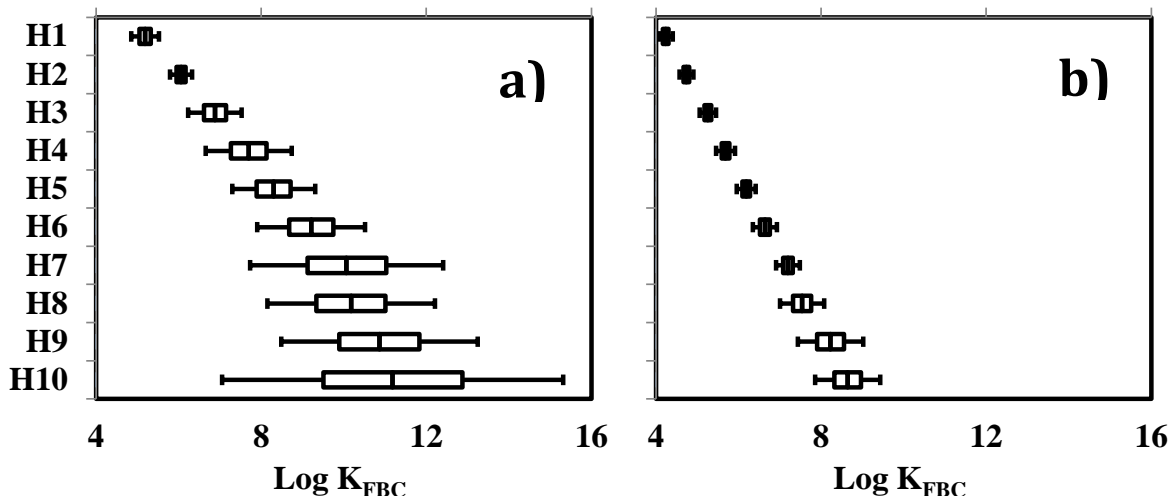 a)
b)
H1
H2
H3
H4
H5
H6
H7
H8
H9
H10
4 8 12 16
4 8 12 16
Log K_FBC
Log K_FBC